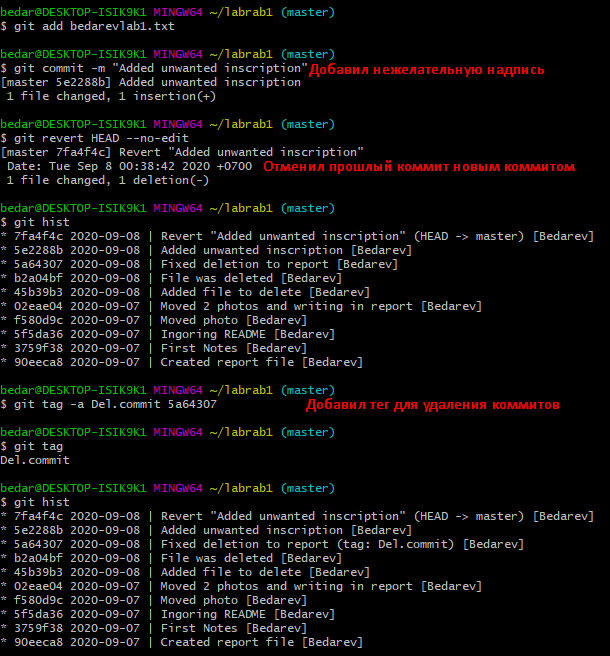 bedar@DESKTOP-ISIK9K1 MINGW64 ~/labrab1 (master)
$ git add bedarevlab1.txt
bedar@DESKTOP-ISIK9K1 MINGW64 ~/labrab1 (master)
$ git commit -m "Added unwanted inscription" Добавил нежелательную надпись
[master 5e2288b] Added unwanted inscription
1 file changed, 1 insertion(+)
bedar@DESKTOP-ISIK9K1 MINGW64 ~/labrab1 (master)
$ git revert HEAD --no-edit
[master 7fa4f4c] Revert "Added unwanted inscription"
Date: Tue Sep 8 00:38:42 2020 +0700 Отменил прошлый коммит новым коммитом
1 file changed, 1 deletion(-)
bedar@DESKTOP-ISIK9K1 MINGW64 ~/labrab1 (master)
$ git hist
* 7fa4f4c 2020-09-08 | Revert "Added unwanted inscription" (HEAD -> master) [Bedarev]
* 5e2288b 2020-09-08 | Added unwanted inscription [Bedarev]
* 5a64307 2020-09-08 | Fixed deletion to report [Bedarev]
* b2a04bf 2020-09-08 | File was deleted [Bedarev]
* 45b39b3 2020-09-08 | Added file to delete [Bedarev]
* 02eae04 2020-09-07 | Moved 2 photos and writing in report [Bedarev]
* f580d9c 2020-09-07 | Moved photo [Bedarev]
* 5f5da36 2020-09-07 | Ingoring README [Bedarev]
* 3759f38 2020-09-07 | First Notes [Bedarev]
* 90eeca8 2020-09-07 | Created report file [Bedarev]
bedar@DESKTOP-ISIK9K1 MINGW64 ~/labrab1 (master)
$ git tag -a Del.commit 5a64307 Добавил тег для удаления коммитов
bedar@DESKTOP-ISIK9K1 MINGW64 ~/labrab1 (master)
$ git tag
Del.commit
bedar@DESKTOP-ISIK9K1 MINGW64 ~/labrab1 (master)
$ git hist
* 7fa4f4c 2020-09-08 | Revert "Added unwanted inscription" (HEAD -> master) [Bedarev]
* 5e2288b 2020-09-08 | Added unwanted inscription [Bedarev]
* 5a64307 2020-09-08 | Fixed deletion to report (tag: Del.commit) [Bedarev]
* b2a04bf 2020-09-08 | File was deleted [Bedarev]
* 45b39b3 2020-09-08 | Added file to delete [Bedarev]
* 02eae04 2020-09-07 | Moved 2 photos and writing in report [Bedarev]
* f580d9c 2020-09-07 | Moved photo [Bedarev]
* 5f5da36 2020-09-07 | Ingoring README [Bedarev]
* 3759f38 2020-09-07 | First Notes [Bedarev]
* 90eeca8 2020-09-07 | Created report file [Bedarev]